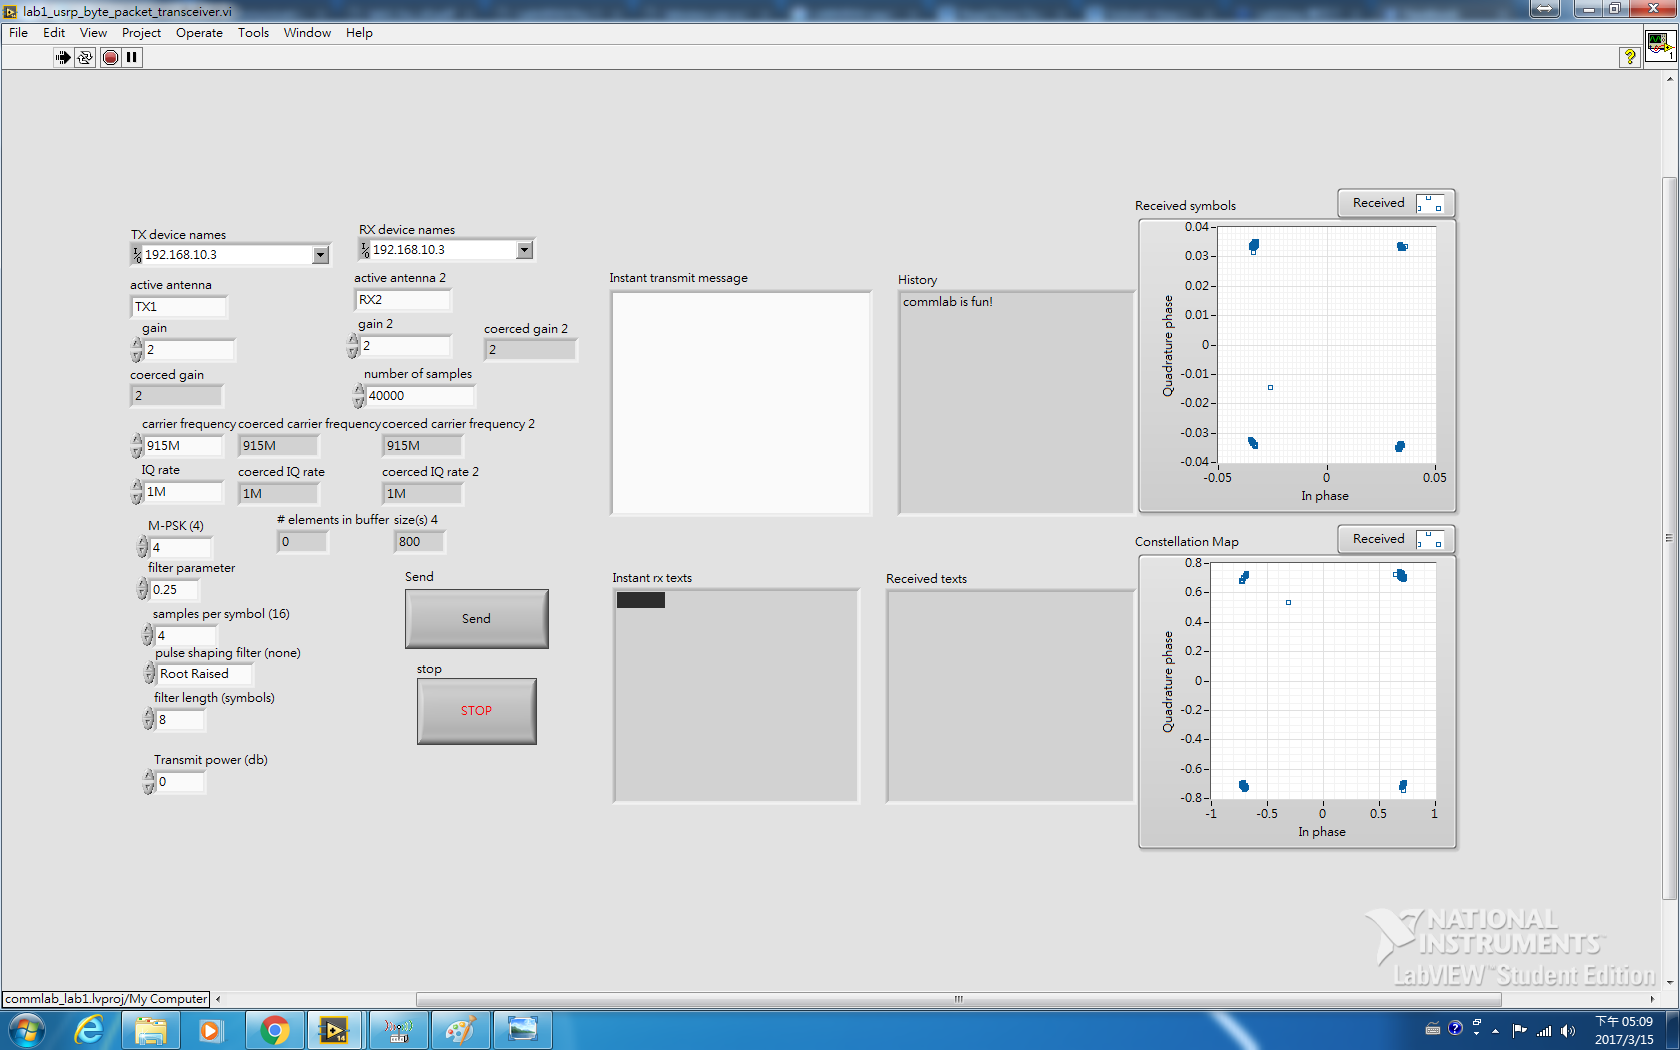 lab1_usrp_byte_packet_transceiver.vi
File Edit View Project Operate Tools Window Help
TX device names
192.168.10.3
RX device names
192.168.10.3
active antenna
TX1
active antenna 2
RX2
gain
2
gain 2
2
coerced gain 2
2
coerced gain
2
number of samples
40000
carrier frequency
915M
coerced carrier frequency
915M
coerced carrier frequency 2
915M
IQ rate
1M
coerced IQ rate
1M
coerced IQ rate 2
1M
M-PSK (4)
4
# elements in buffer
0
size(s) 4
800
filter parameter
0.25
samples per symbol (16)
4
pulse shaping filter (none)
Root Raised
filter length (symbols)
8
Transmit power (db)
0
Send
Send
stop
STOP
Instant transmit message
History
commlab is fun!
Instant rx texts
Received texts
Received symbols
Received
0.04
0.03
0.02
0.01
0
-0.01
-0.02
-0.03
-0.04
Quadrature phase
-0.05 0 0.05
In phase
Constellation Map
Received
0.8
0.6
0.4
0.2
0
-0.2
-0.4
-0.6
-0.8
Quadrature phase
-1 -0.5 0 0.5 1
In phase
NATIONAL
INSTRUMENTS™
LabVIEW™ Student Edition
commlab_lab1.lvproj/My Computer
下午 05:09
2017/3/15